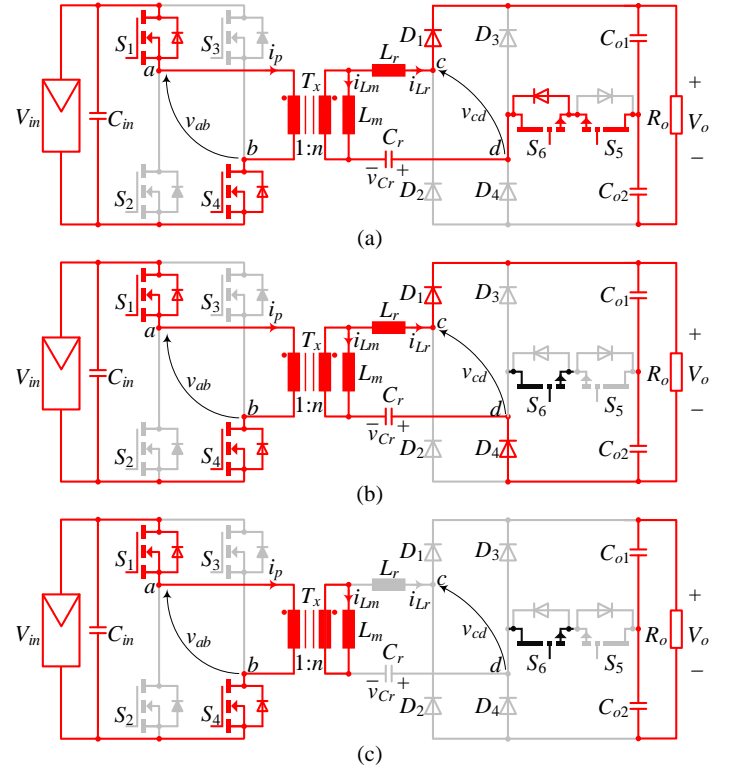 S1 S3 ip Tx Lr iLm iLr D1 c D3 Co1
Vin Cin a vab b Lm Cr vcd d S6 S5 Ro + Vo −
S2 S4 1:n − vCr + D2 D4 Co2
(a)
S1 S3 ip Tx Lr iLm iLr D1 c D3 Co1
Vin Cin a vab b Lm Cr vcd d S6 S5 Ro + Vo −
S2 S4 1:n − vCr + D2 D4 Co2
(b)
S1 S3 ip Tx Lr iLm iLr D1 c D3 Co1
Vin Cin a vab b Lm Cr vcd d S6 S5 Ro + Vo −
S2 S4 1:n − vCr + D2 D4 Co2
(c)